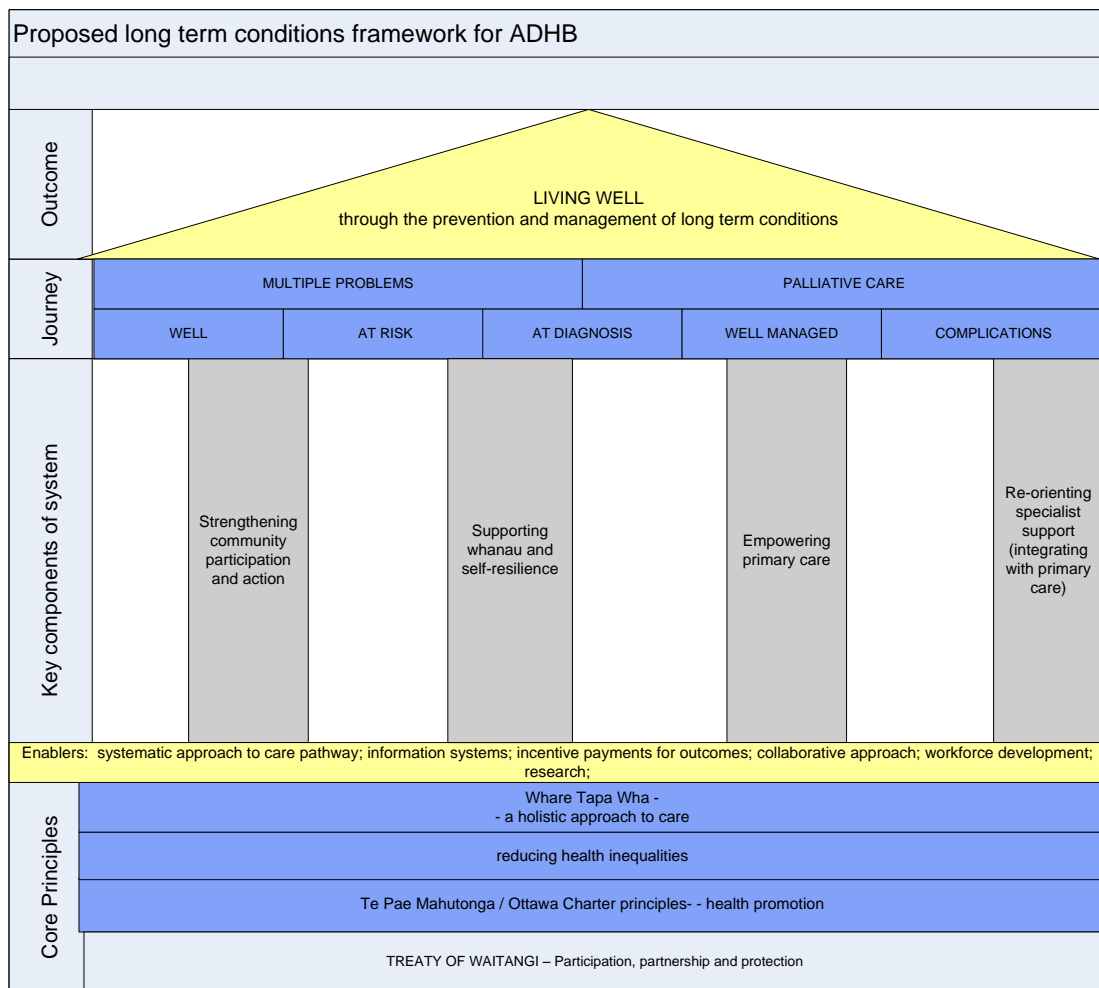 Proposed long term conditions framework for ADHB
Outcome
LIVING WELL
through the prevention and management of long term conditions
Journey
MULTIPLE PROBLEMS
PALLIATIVE CARE
WELL
AT RISK
AT DIAGNOSIS
WELL MANAGED
COMPLICATIONS
Key components of system
Strengthening
community
participation
and action
Supporting
whanau and
self-resilience
Empowering
primary care
Re-orienting
specialist
support
(integrating
with primary
care)
Enablers:  systematic approach to care pathway; information systems; incentive payments for outcomes; collaborative approach; workforce development;
research;
Core Principles
Whare Tapa Wha -
- a holistic approach to care
reducing health inequalities
Te Pae Mahutonga / Ottawa Charter principles- - health promotion
TREATY OF WAITANGI – Participation, partnership and protection